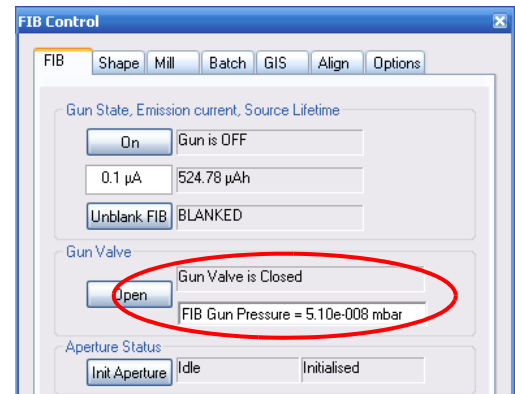 FIB Control
FIB Shape Mill Batch GIS Align Options
Gun State, Emission current, Source Lifetime
On Gun is OFF
0.1 µA 524.78 µAh
Unblank FIB BLANKED
Gun Valve
Gun Valve is Closed
Open
FIB Gun Pressure = 5.10e-008 mbar
Aperture Status
Init Aperture Idle Initialised